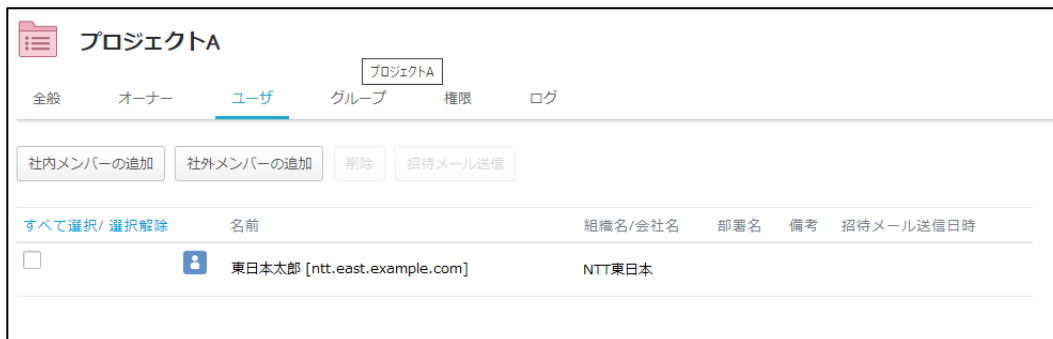 プロジェクトA
プロジェクトA
全般 オーナー ユーザ グループ 権限 ログ
社内メンバーの追加 社外メンバーの追加 削除 招待メール送信
すべて選択/ 選択解除 名前 組織名/会社名 部署名 備考 招待メール送信日時
東日本太郎 [ntt.east.example.com] NTT東日本